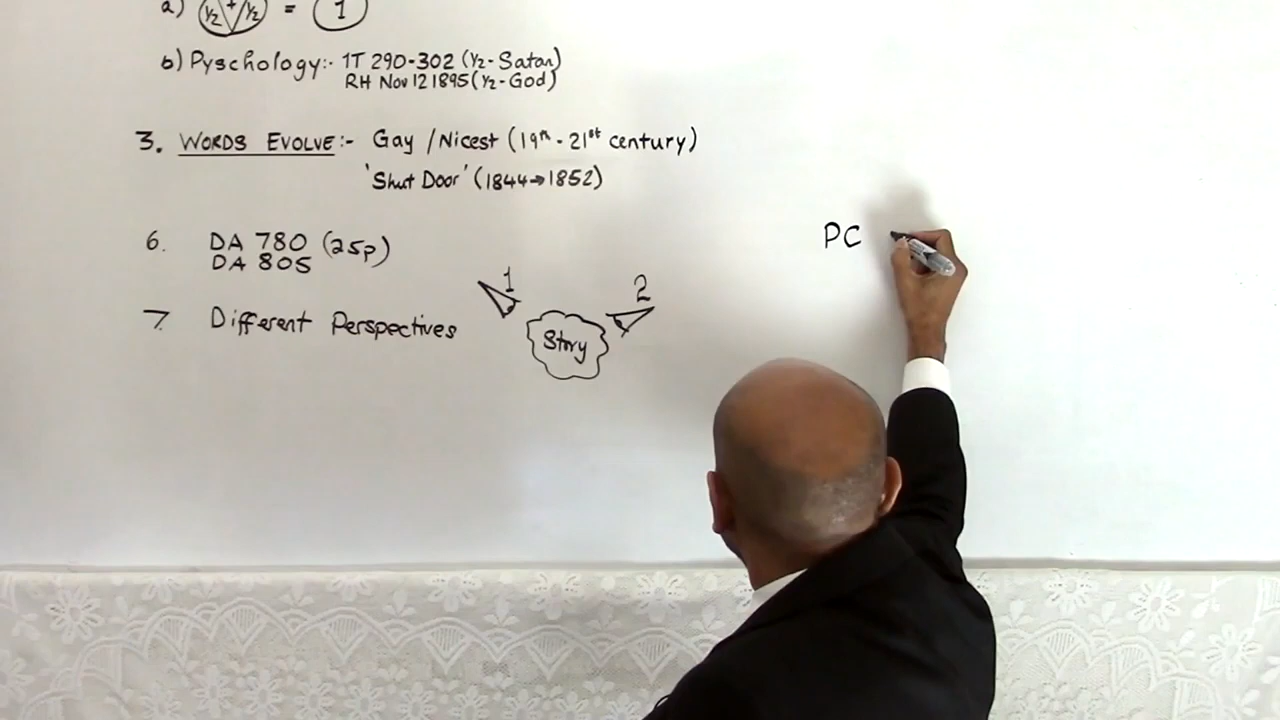 a) ½ + ½ = 1
b) Pyschology:- 1T 290-302 (½- Satan)
RH Nov 12 1895 (½- God)
3. WORDS EVOLVE:- Gay / Nicest (19th - 21st century)
'Shut Door' (1844→1852)
6. DA 780 (25p)
DA 805
7. Different Perspectives
1 2
Story
PC